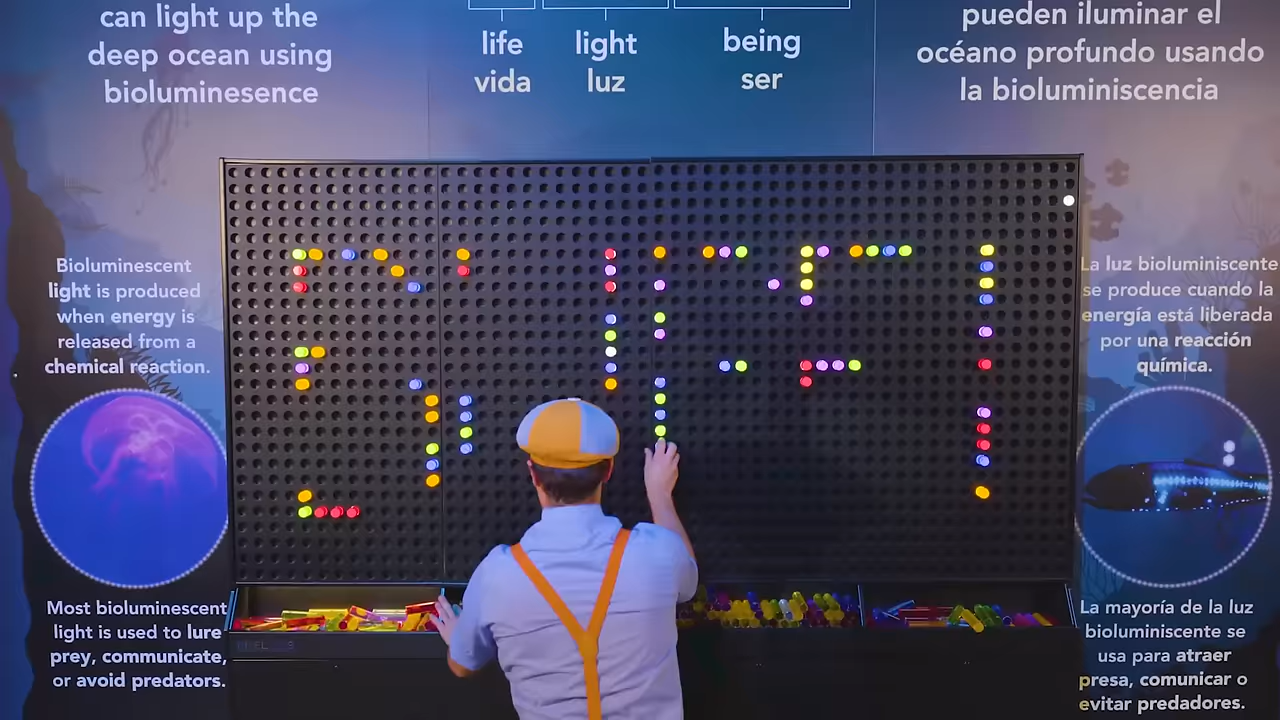 can light up the
deep ocean using
bioluminesence
life
vida
light
luz
being
ser
pueden iluminar el
océano profundo usando
la bioluminiscencia
Bioluminescent
light is produced
when energy is
released from a
chemical reaction.
Most bioluminescent
light is used to lure
prey, communicate,
or avoid predators.
La luz bioluminiscente
se produce cuando la
energía está liberada
por una reacción
química.
La mayoría de la luz
bioluminiscente se
usa para atraer
presa, comunicar o
evitar predadores.